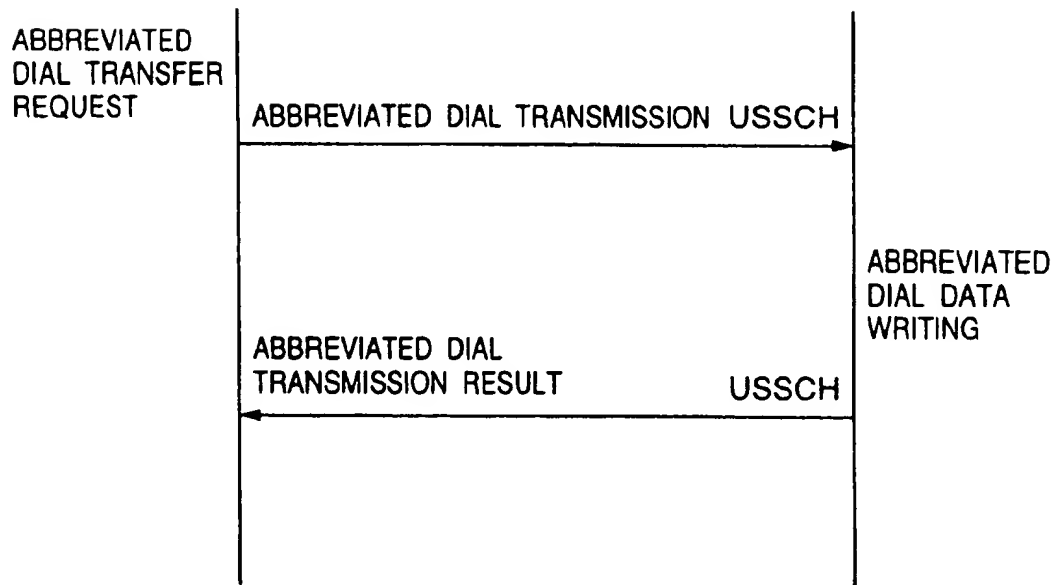 ABBREVIATED
DIAL TRANSFER
REQUEST
ABBREVIATED DIAL TRANSMISSION USSCH
ABBREVIATED
DIAL DATA
WRITING
ABBREVIATED DIAL
TRANSMISSION RESULT USSCH